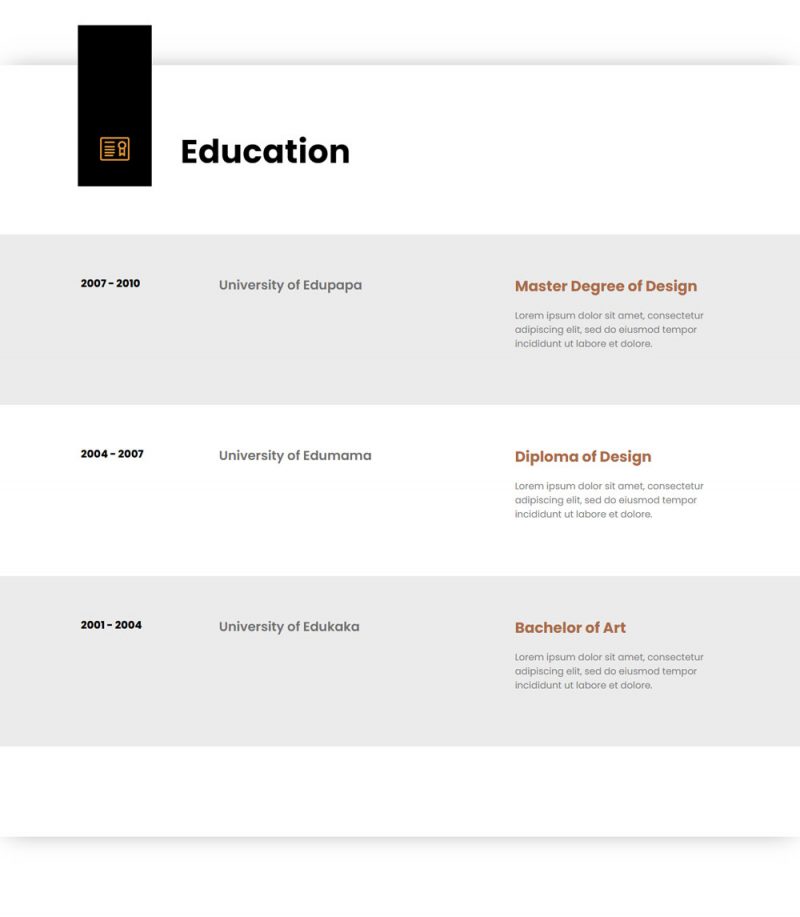 Education
2007 - 2010
University of Edupapa
Master Degree of Design
Lorem ipsum dolor sit amet, consectetur
adipiscing elit, sed do eiusmod tempor
incididunt ut labore et dolore.
2004 - 2007
University of Edumama
Diploma of Design
Lorem ipsum dolor sit amet, consectetur
adipiscing elit, sed do eiusmod tempor
incididunt ut labore et dolore.
2001 - 2004
University of Edukaka
Bachelor of Art
Lorem ipsum dolor sit amet, consectetur
adipiscing elit, sed do eiusmod tempor
incididunt ut labore et dolore.